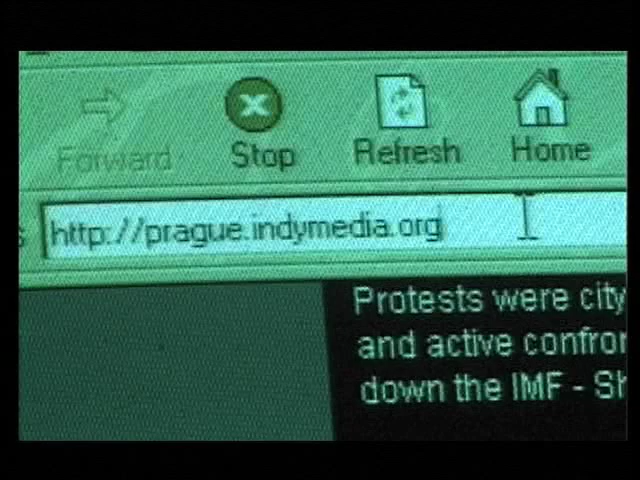 Forward Stop Refresh Home
http://prague.indymedia.org
Protests were city
and active confron
down the IMF - Sh